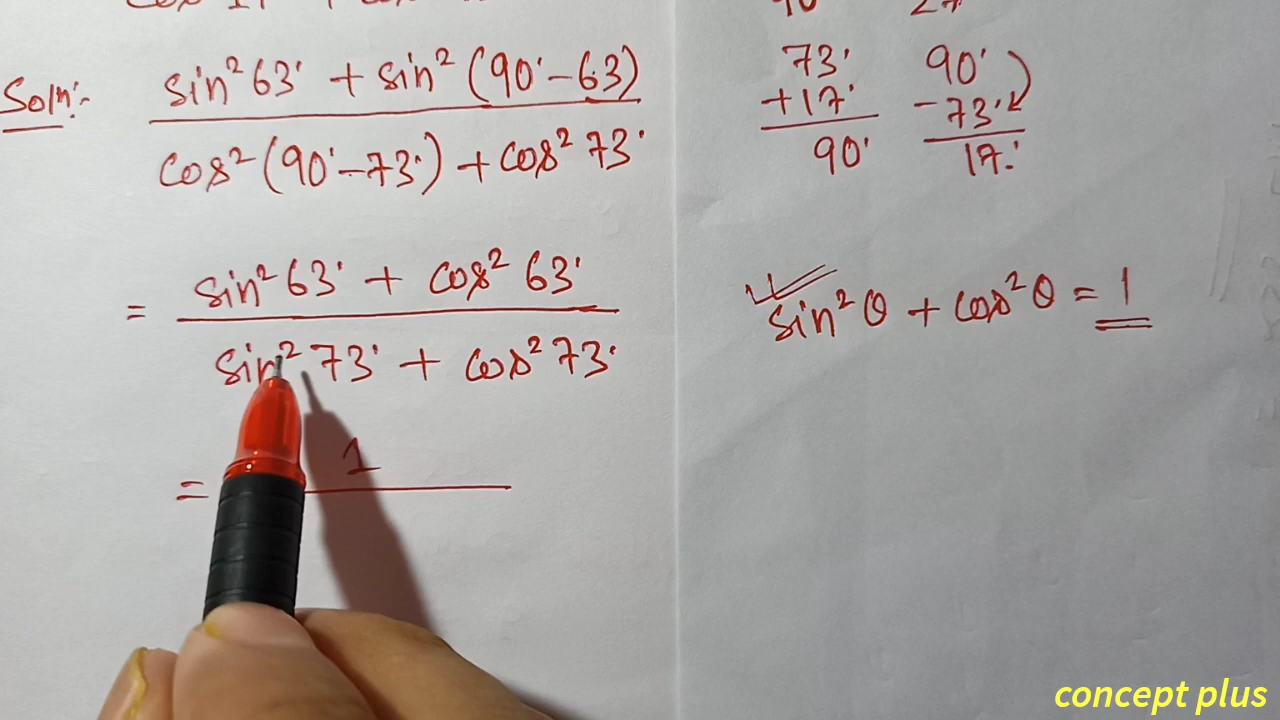 73° 90°
Soln:- sin² 63° + sin² (90° - 63) / cos² (90° - 73°) + cos² 73°
+17° - 73°
90° 17°
= sin² 63° + cos² 63° / sin² 73° + cos² 73°
sin² θ + cos² θ = 1
= 1
concept plus